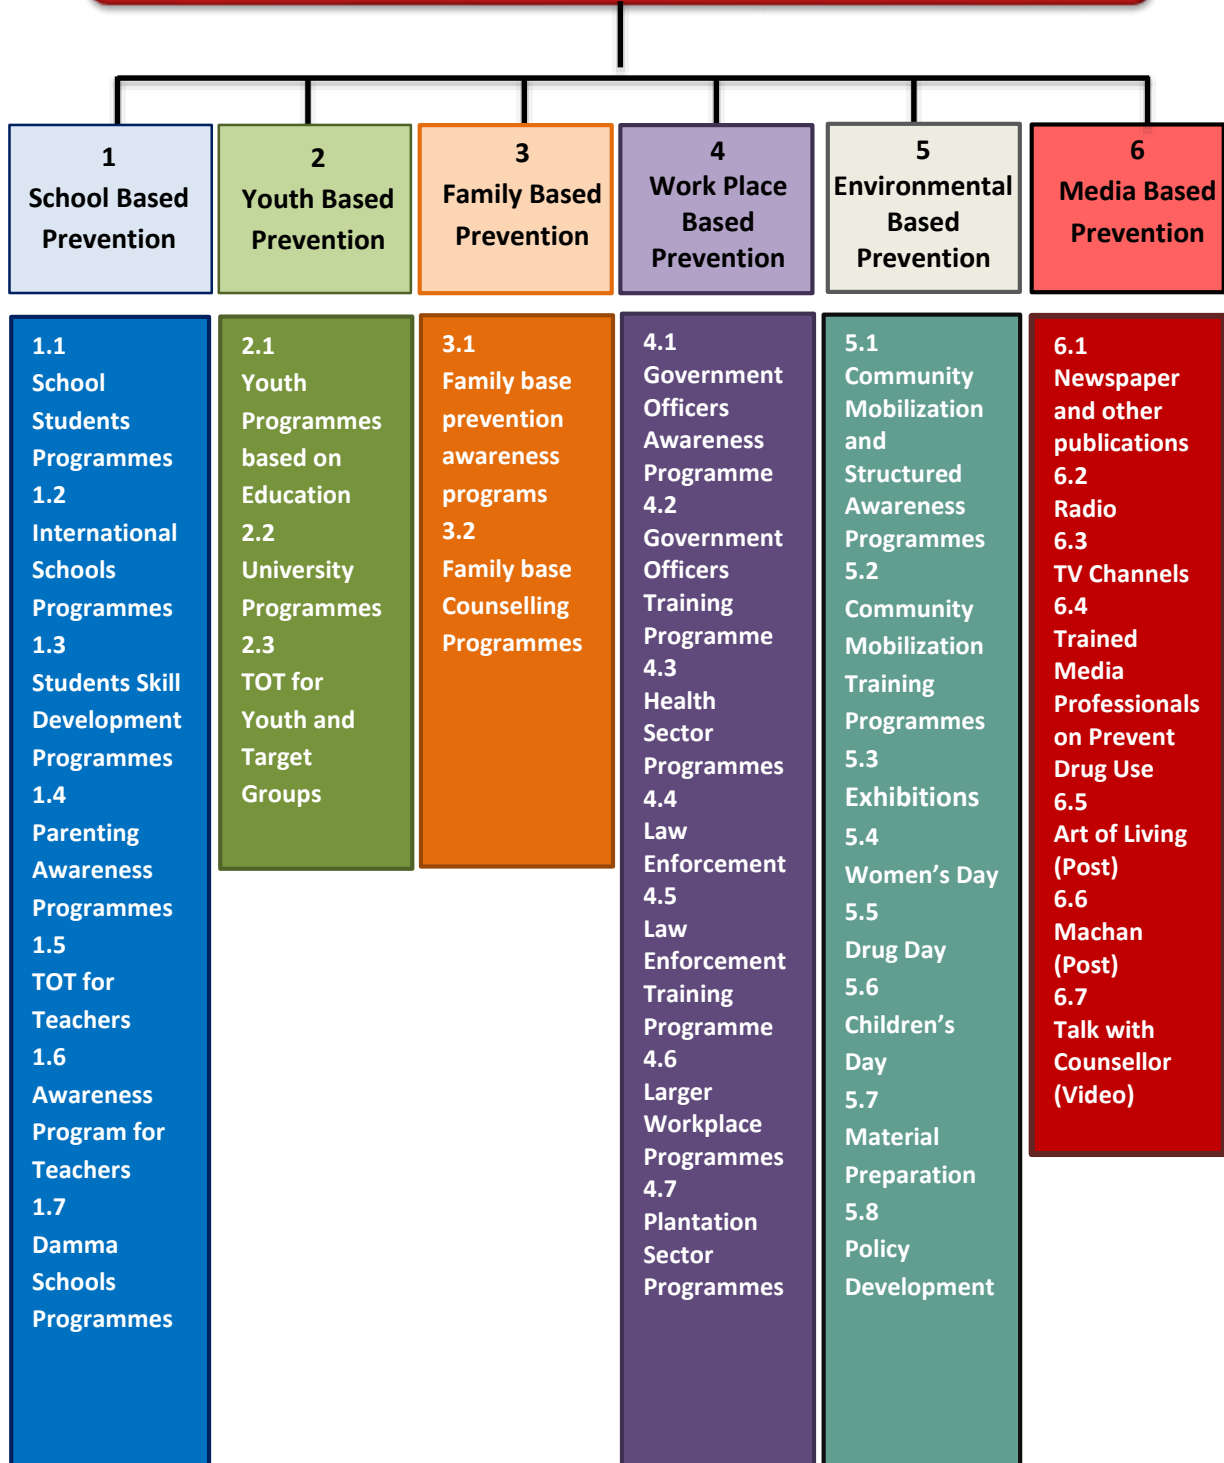 1
School Based
Prevention
2
Youth Based
Prevention
3
Family Based
Prevention
4
Work Place
Based
Prevention
5
Environmental
Based
Prevention
6
Media Based
Prevention
1.1
School
Students
Programmes
1.2
International
Schools
Programmes
1.3
Students Skill
Development
Programmes
1.4
Parenting
Awareness
Programmes
1.5
TOT for
Teachers
1.6
Awareness
Program for
Teachers
1.7
Damma
Schools
Programmes
2.1
Youth
Programmes
based on
Education
2.2
University
Programmes
2.3
TOT for
Youth and
Target
Groups
3.1
Family base
prevention
awareness
programs
3.2
Family base
Counselling
Programmes
4.1
Government
Officers
Awareness
Programme
4.2
Government
Officers
Training
Programme
4.3
Health
Sector
Programmes
4.4
Law
Enforcement
4.5
Law
Enforcement
Training
Programme
4.6
Larger
Workplace
Programmes
4.7
Plantation
Sector
Programmes
5.1
Community
Mobilization
and
Structured
Awareness
Programmes
5.2
Community
Mobilization
Training
Programmes
5.3
Exhibitions
5.4
Women’s Day
5.5
Drug Day
5.6
Children’s
Day
5.7
Material
Preparation
5.8
Policy
Development
6.1
Newspaper
and other
publications
6.2
Radio
6.3
TV Channels
6.4
Trained
Media
Professionals
on Prevent
Drug Use
6.5
Art of Living
(Post)
6.6
Machan
(Post)
6.7
Talk with
Counsellor
(Video)